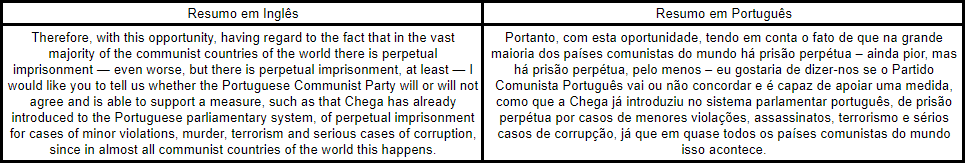 Resumo em Inglês
Therefore, with this opportunity, having regard to the fact that in the vast
majority of the communist countries of the world there is perpetual
imprisonment — even worse, but there is perpetual imprisonment, at least — I
would like you to tell us whether the Portuguese Communist Party will or will not
agree and is able to support a measure, such as that Chega has already
introduced to the Portuguese parliamentary system, of perpetual imprisonment
for cases of minor violations, murder, terrorism and serious cases of corruption,
since in almost all communist countries of the world this happens.
Resumo em Português
Portanto, com esta oportunidade, tendo em conta o fato de que na grande
maioria dos países comunistas do mundo há prisão perpétua – ainda pior, mas
há prisão perpétua, pelo menos – eu gostaria de dizer-nos se o Partido
Comunista Português vai ou não concordar e é capaz de apoiar uma medida,
como que a Chega já introduziu no sistema parlamentar português, de prisão
perpétua por casos de menores violações, assassinatos, terrorismo e sérios
casos de corrupção, já que em quase todos os países comunistas do mundo
isso acontece.